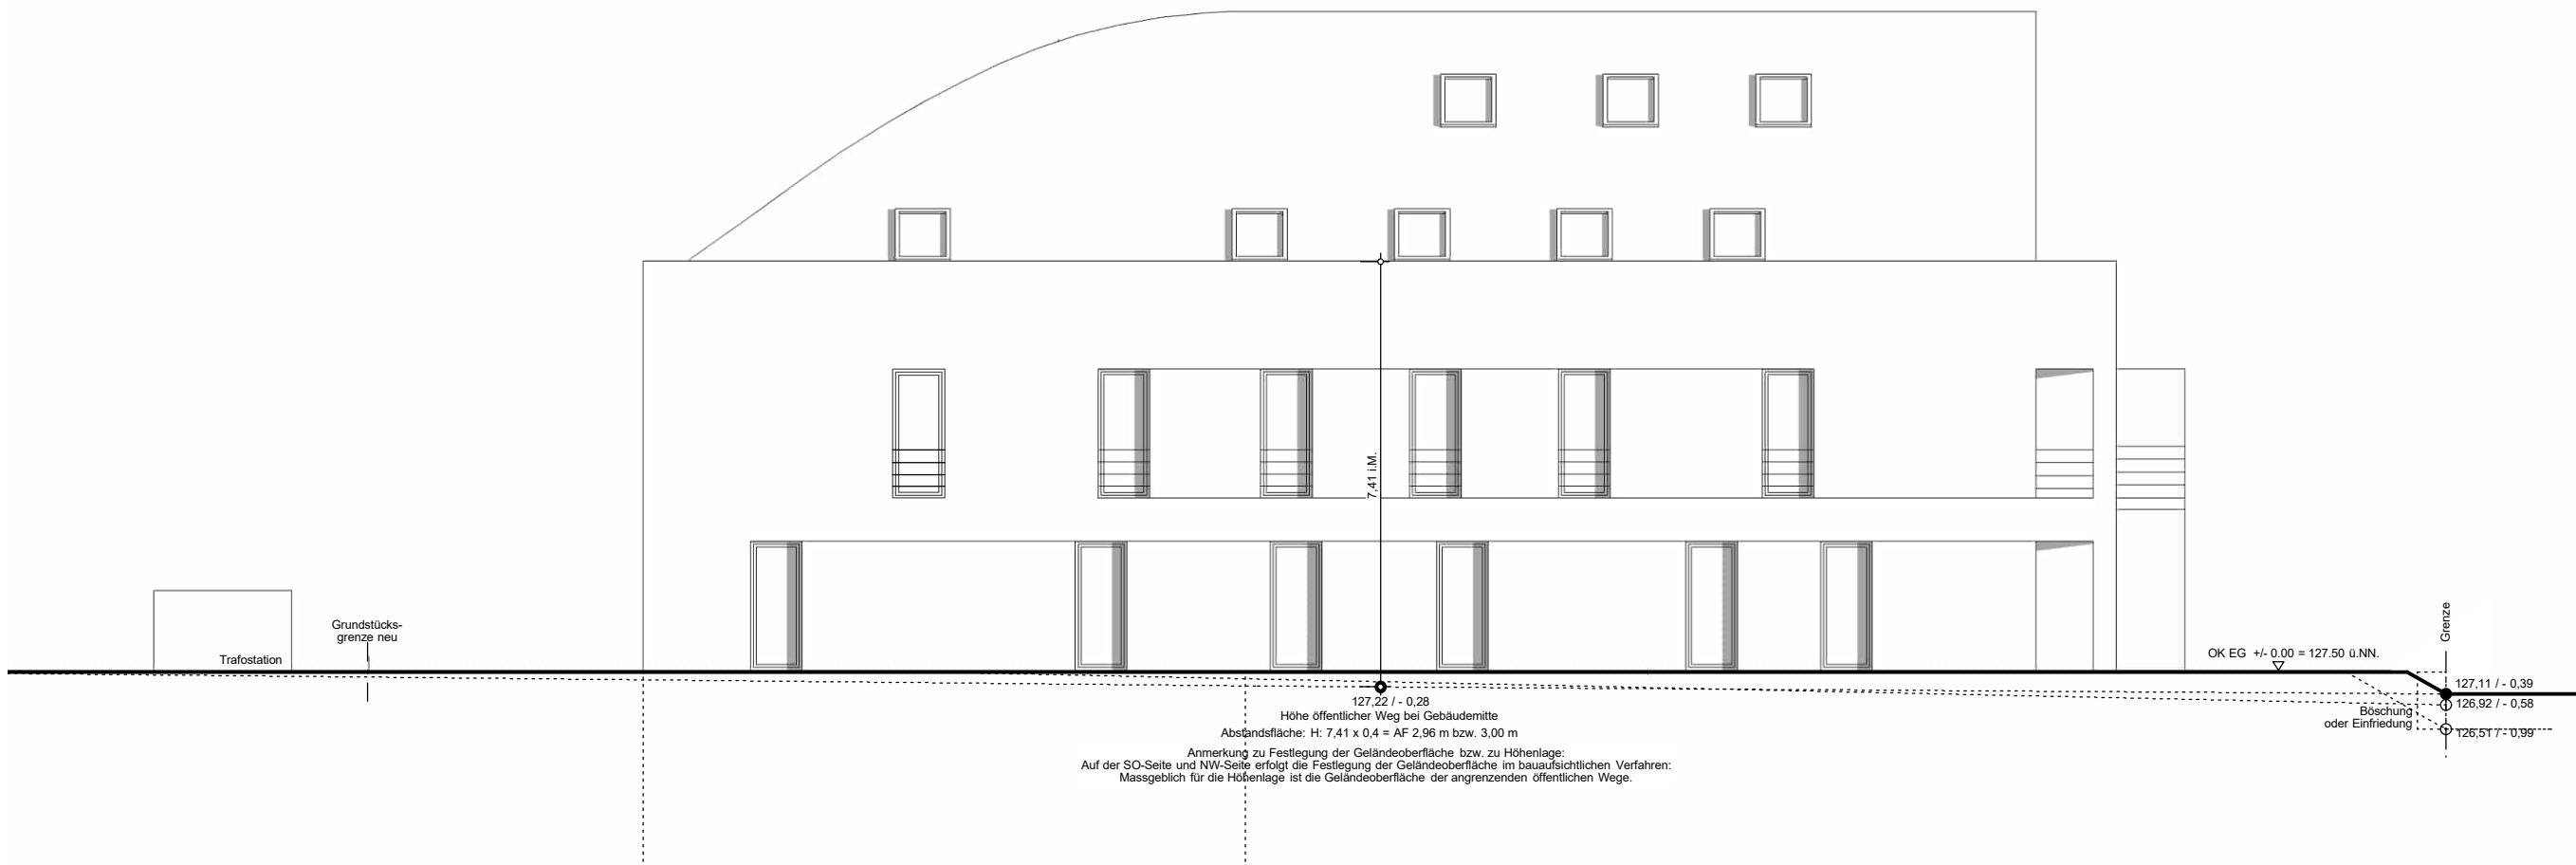 7,41 i.M.
Grundstücks-
grenze neu
Trafostation
Grenze
OK EG +/- 0.00 = 127.50 ü.NN.
127,11 / - 0,39
126,92 / - 0,58
Böschung
oder Einfriedung
126,51 / - 0,99
127,22 / - 0,28
Höhe öffentlicher Weg bei Gebäudemitte
Abstandsfläche: H: 7,41 x 0,4 = AF 2,96 m bzw. 3,00 m
Anmerkung zu Festlegung der Geländeoberfläche bzw. zu Höhenlage:
Auf der SO-Seite und NW-Seite erfolgt die Festlegung der Geländeoberfläche im bauaufsichtlichen Verfahren:
Massgeblich für die Höhenlage ist die Geländeoberfläche der angrenzenden öffentlichen Wege.